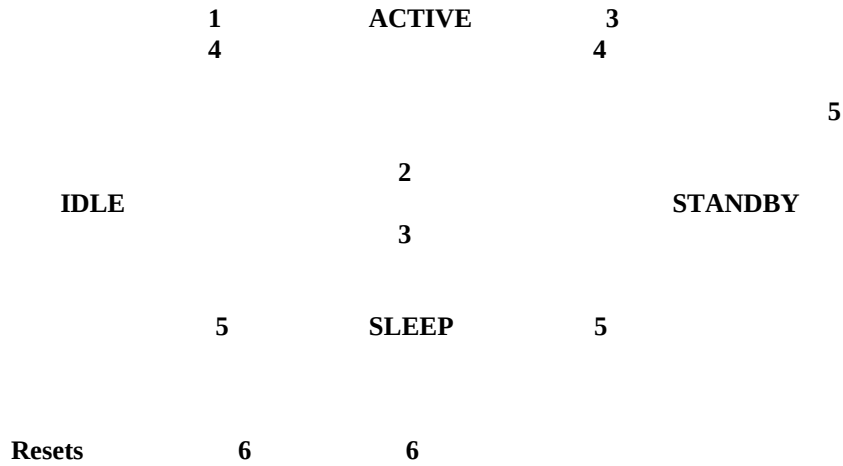 1 ACTIVE 3
4 4
5
2
IDLE STANDBY
3
5 SLEEP 5
Resets 6 6